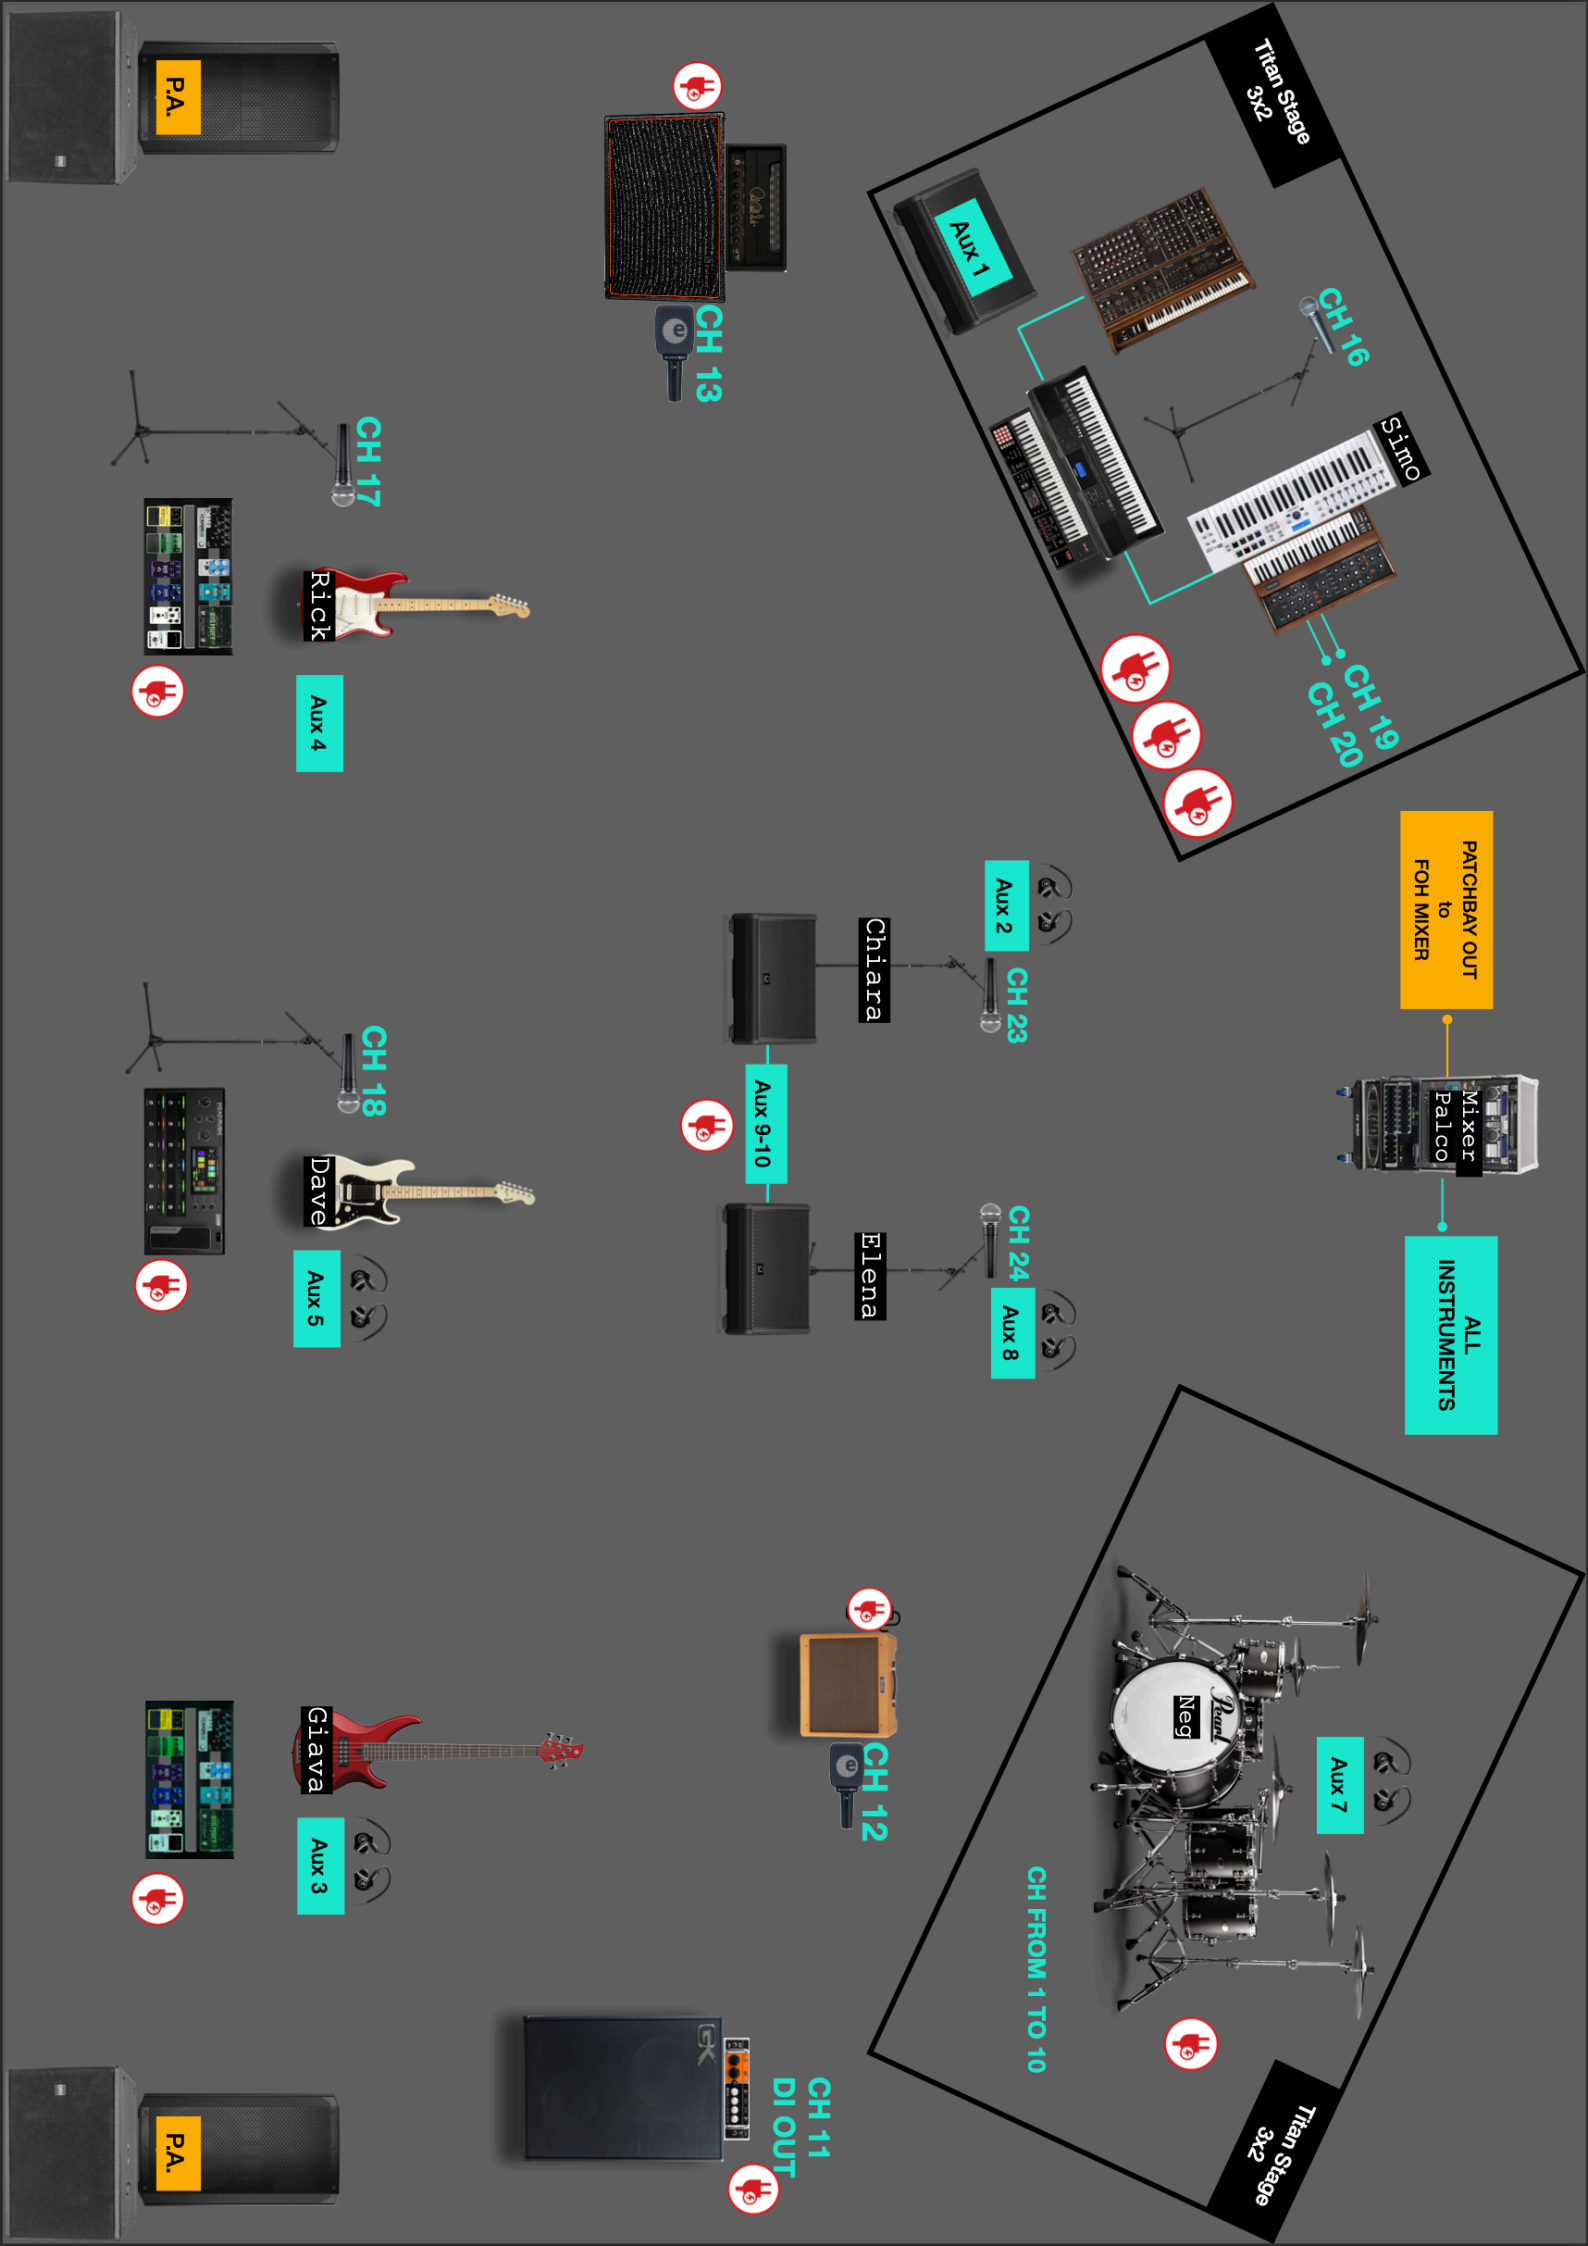 Titan Stage
3x2
Aux 1
CH 16
Simo
CH 19
CH 20
PATCHBAY OUT
to
FOH MIXER
Mixer
Palco
ALL
INSTRUMENTS
Titan Stage
3x2
Pearl
Neg
Aux 7
CH FROM 1 TO 10
CH 13
Aux 2
CH 23
Chiara
Aux 9-10
CH 24
Elena
Aux 8
CH 12
GK
CH 11
DI OUT
P.A.
CH 17
Rick
Aux 4
CH 18
Dave
Aux 5
Giava
Aux 3
P.A.